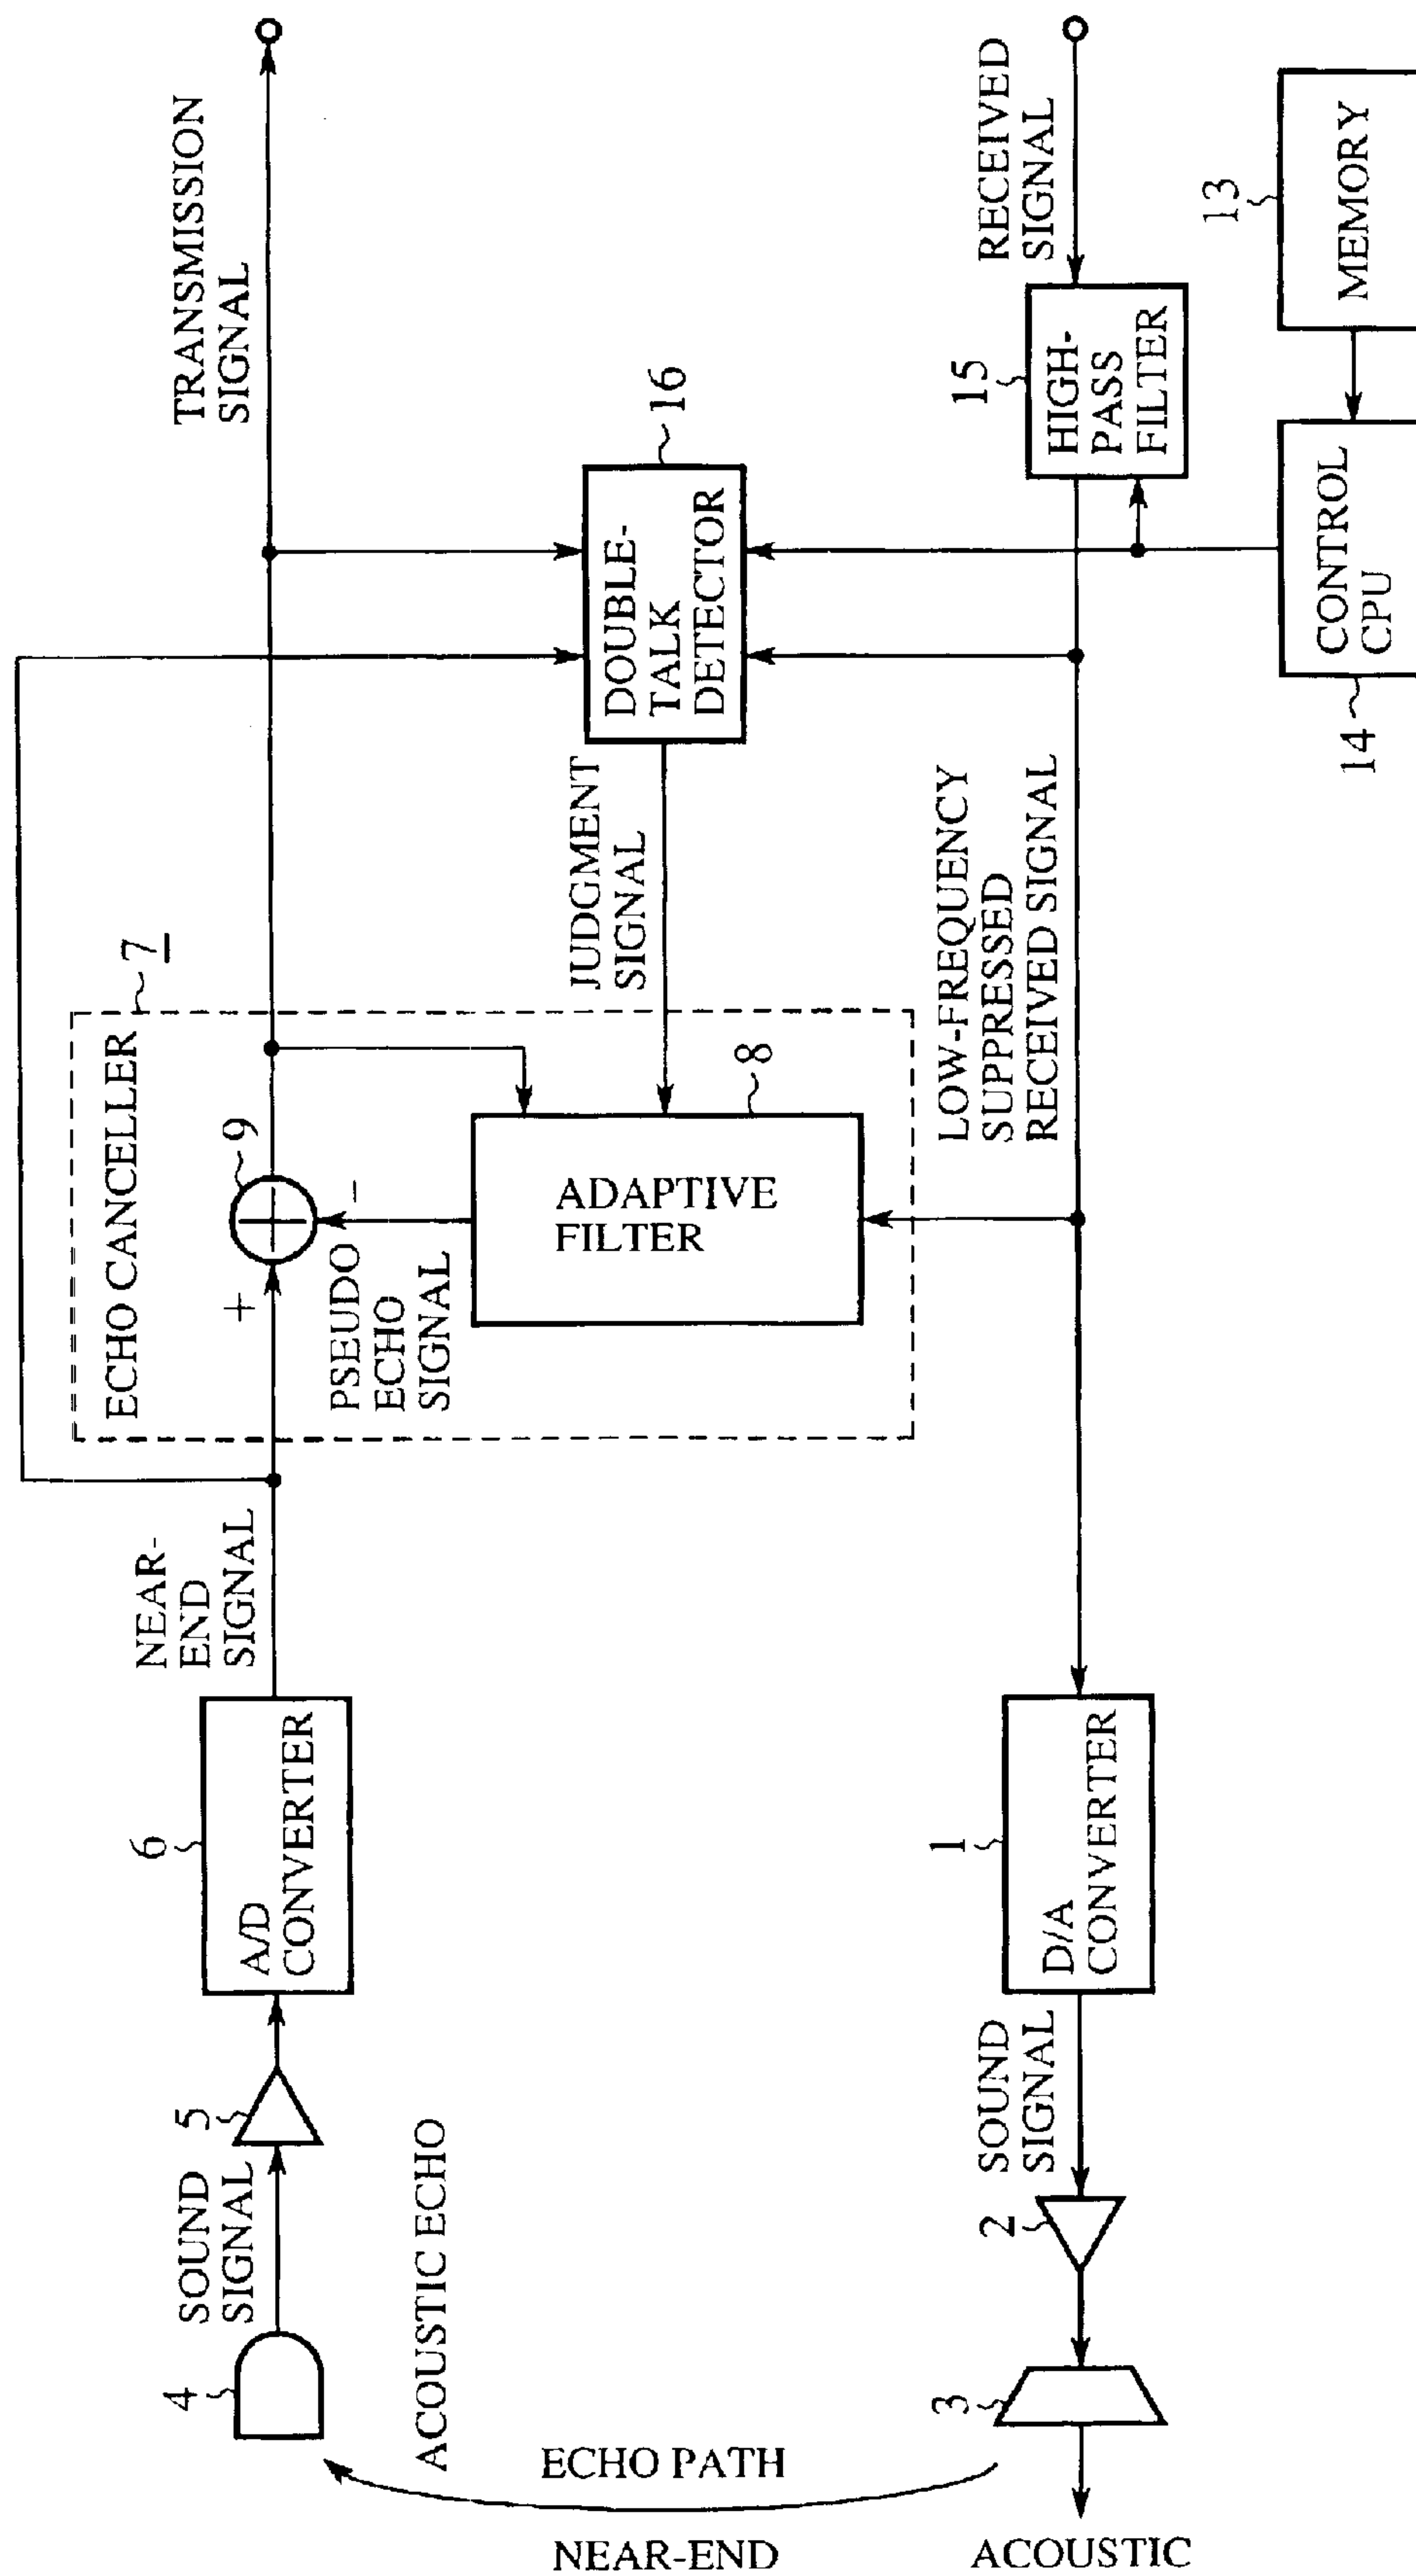 NEAR-END
ECHO PATH
ACOUSTIC ECHO
ACOUSTIC
4
SOUND
SIGNAL
5
6
A/D
CONVERTER
NEAR-
END
SIGNAL
ECHO CANCELLER
7
+
9
−
PSEUDO
ECHO
SIGNAL
ADAPTIVE
FILTER
8
JUDGMENT
SIGNAL
DOUBLE-
TALK
DETECTOR
16
TRANSMISSION
SIGNAL
3
2
SOUND
SIGNAL
1
D/A
CONVERTER
LOW-FREQUENCY
SUPPRESSED
RECEIVED SIGNAL
15
HIGH-
PASS
FILTER
RECEIVED
SIGNAL
14
CONTROL
CPU
13
MEMORY